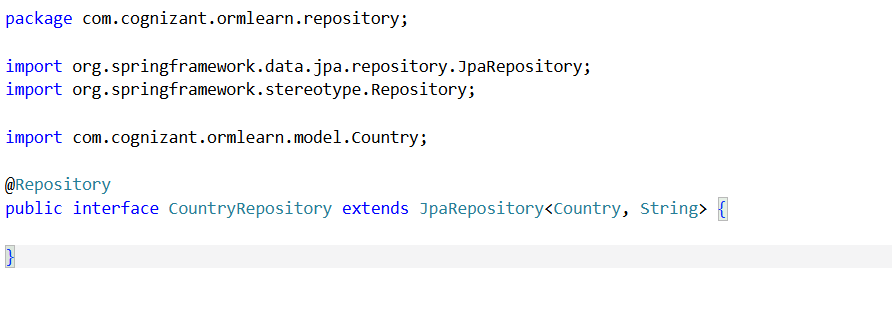 package com.cognizant.ormlearn.repository;
import org.springframework.data.jpa.repository.JpaRepository;
import org.springframework.stereotype.Repository;
import com.cognizant.ormlearn.model.Country;
@Repository
public interface CountryRepository extends JpaRepository<Country, String> {
}